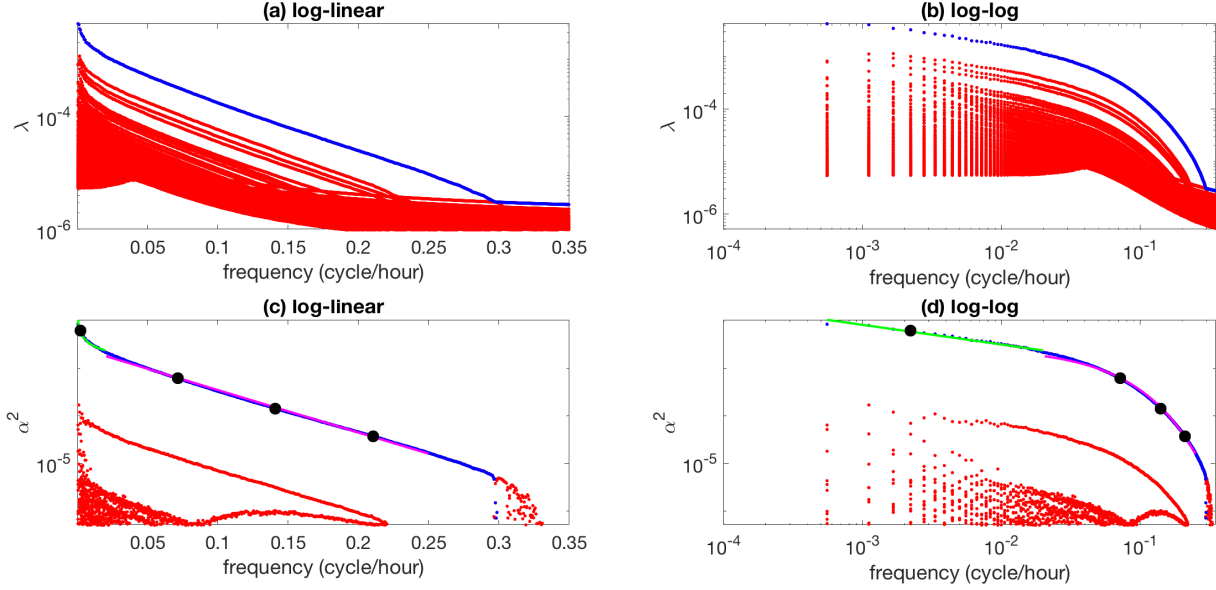 (a) log-linear
(b) log-log
10⁻⁴
λ
10⁻⁶
0.05 0.1 0.15 0.2 0.25 0.3 0.35
frequency (cycle/hour)
10⁻⁴
λ
10⁻⁶
10⁻⁴ 10⁻³ 10⁻² 10⁻¹
frequency (cycle/hour)
(c) log-linear
(d) log-log
α²
10⁻⁵
0.05 0.1 0.15 0.2 0.25 0.3 0.35
frequency (cycle/hour)
α²
10⁻⁵
10⁻⁴ 10⁻³ 10⁻² 10⁻¹
frequency (cycle/hour)